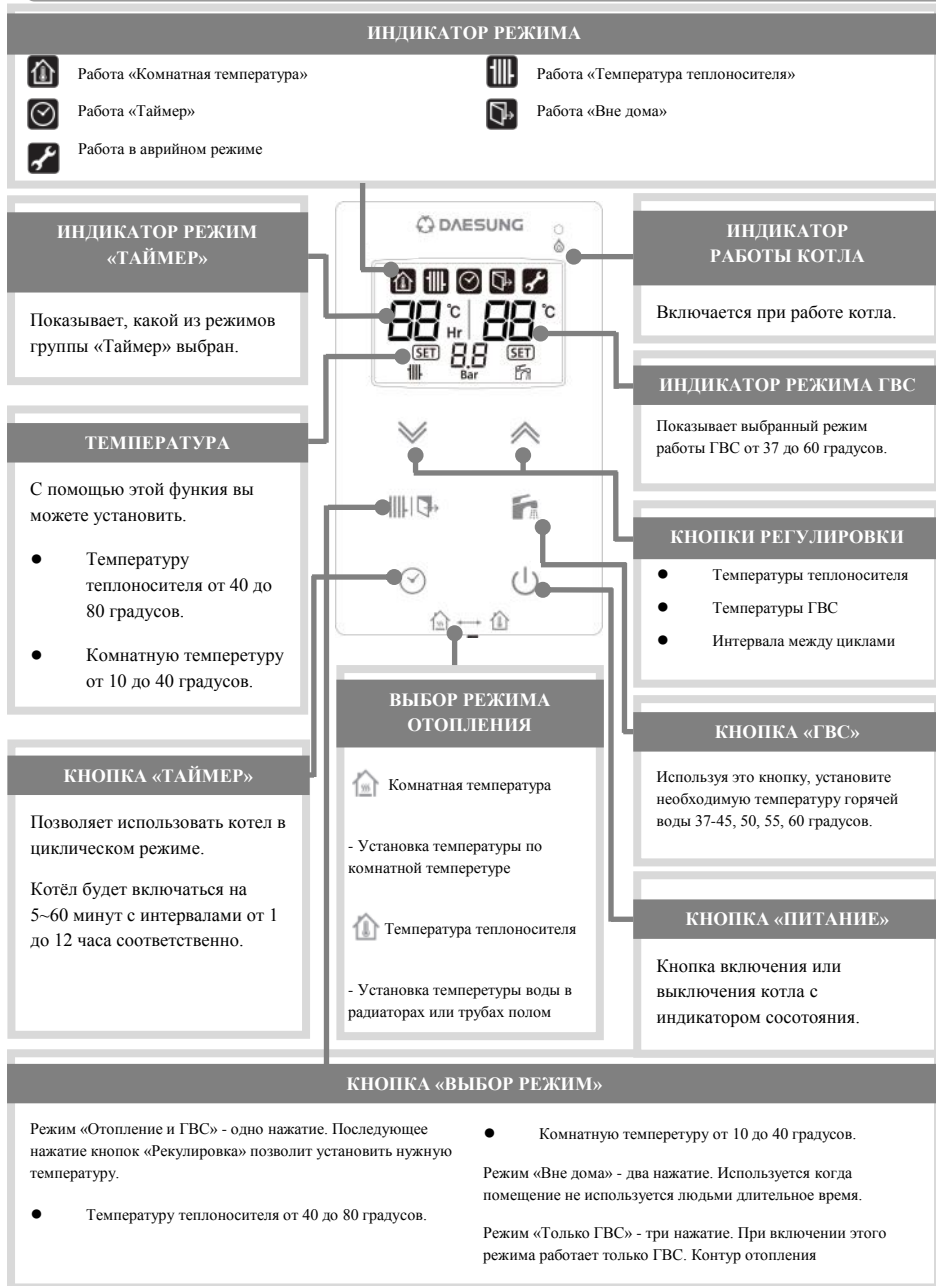 ИНДИКАТОР РЕЖИМА
Работа «Комнатная температура»
Работа «Температура теплоносителя»
Работа «Таймер»
Работа «Вне дома»
Работа в аврийном режиме
ИНДИКАТОР РЕЖИМ
«ТАЙМЕР»
Показывает, какой из режимов
группы «Таймер» выбран.
ТЕМПЕРАТУРА
С помощью этой функия вы
можете установить.
● Температуру
теплоносителя от 40 до
80 градусов.
● Комнатную темперетуру
от 10 до 40 градусов.
КНОПКА «ТАЙМЕР»
Позволяет использовать котел в
циклическом режиме.
Котёл будет включаться на
5~60 минут с интервалами от 1
до 12 часа соответственно.
DAESUNG
88 °C Hr 88 °C
SET 8.8 SET
Bar
ВЫБОР РЕЖИМА
ОТОПЛЕНИЯ
Комнатная температура
- Установка температуры по
комнатной темперетуре
Температура теплоносителя
- Установка темперетуры воды в
радиаторах или трубах полом
ИНДИКАТОР
РАБОТЫ КОТЛА
Включается при работе котла.
ИНДИКАТОР РЕЖИМА ГВС
Показывает выбранный режим
работы ГВС от 37 до 60 градусов.
КНОПКИ РЕГУЛИРОВКИ
● Температуры теплоносителя
● Температуры ГВС
● Интервала между циклами
КНОПКА «ГВС»
Используя это кнопку, установите
необходимую температуру горячей
воды 37-45, 50, 55, 60 градусов.
КНОПКА «ПИТАНИЕ»
Кнопка включения или
выключения котла с
индикатором сосотояния.
КНОПКА «ВЫБОР РЕЖИМ»
Режим «Отопление и ГВС» - одно нажатие. Последующее
нажатие кнопок «Рекулировка» позволит установить нужную
температуру.
● Температуру теплоносителя от 40 до 80 градусов.
● Комнатную темперетуру от 10 до 40 градусов.
Режим «Вне дома» - два нажатие. Используется когда
помещение не используется людьми длительное время.
Режим «Только ГВС» - три нажатие. При включении этого
режима работает только ГВС. Контур отопления